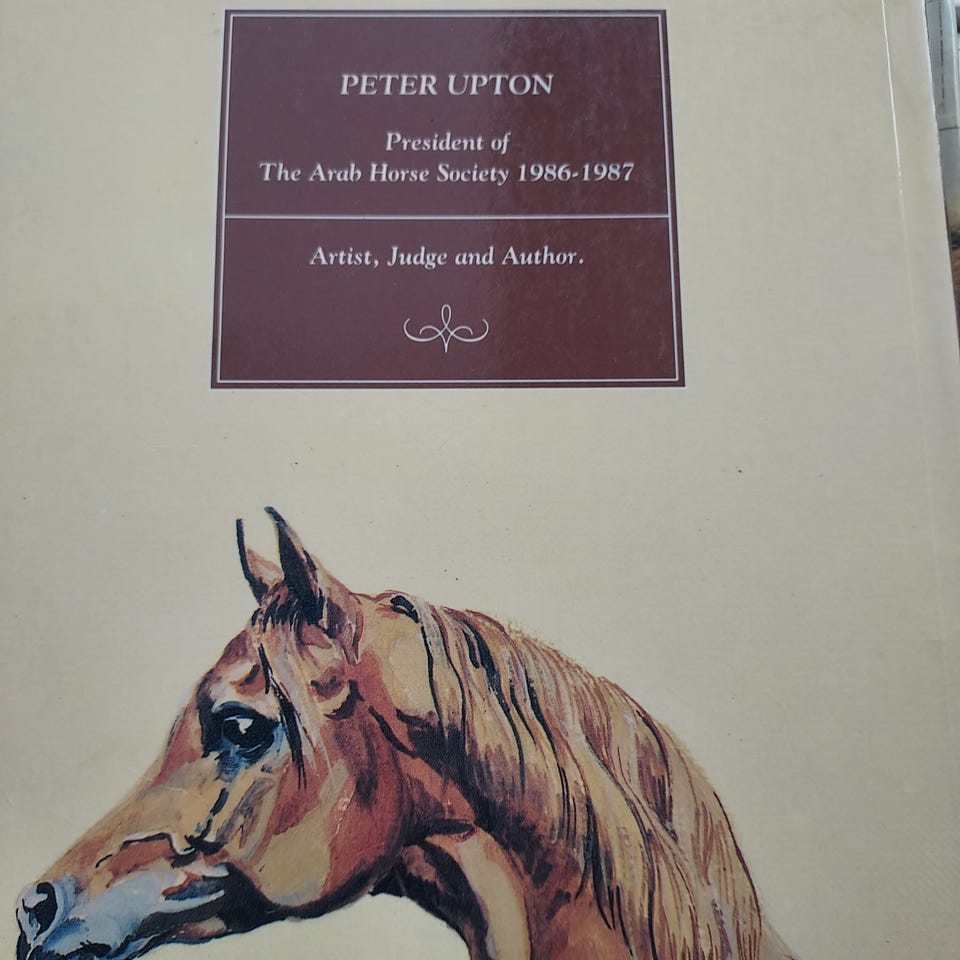 PETER UPTON
President of
The Arab Horse Society 1986-1987
Artist, Judge and Author.